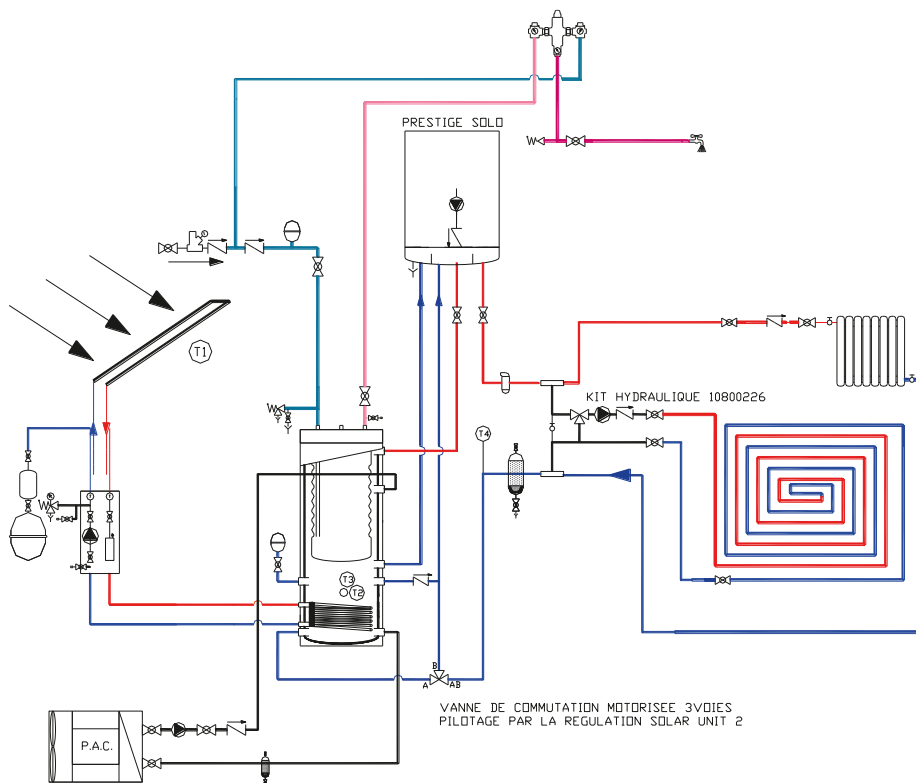 PRESTIGE SOLO
T1
KIT HYDRAULIQUE 10800226
T4
T3
T2
B
A
AB
VANNE DE COMMUTATION MOTORISEE 3VOIES
PILOTAGE PAR LA REGULATION SOLAR UNIT 2
P.A.C.